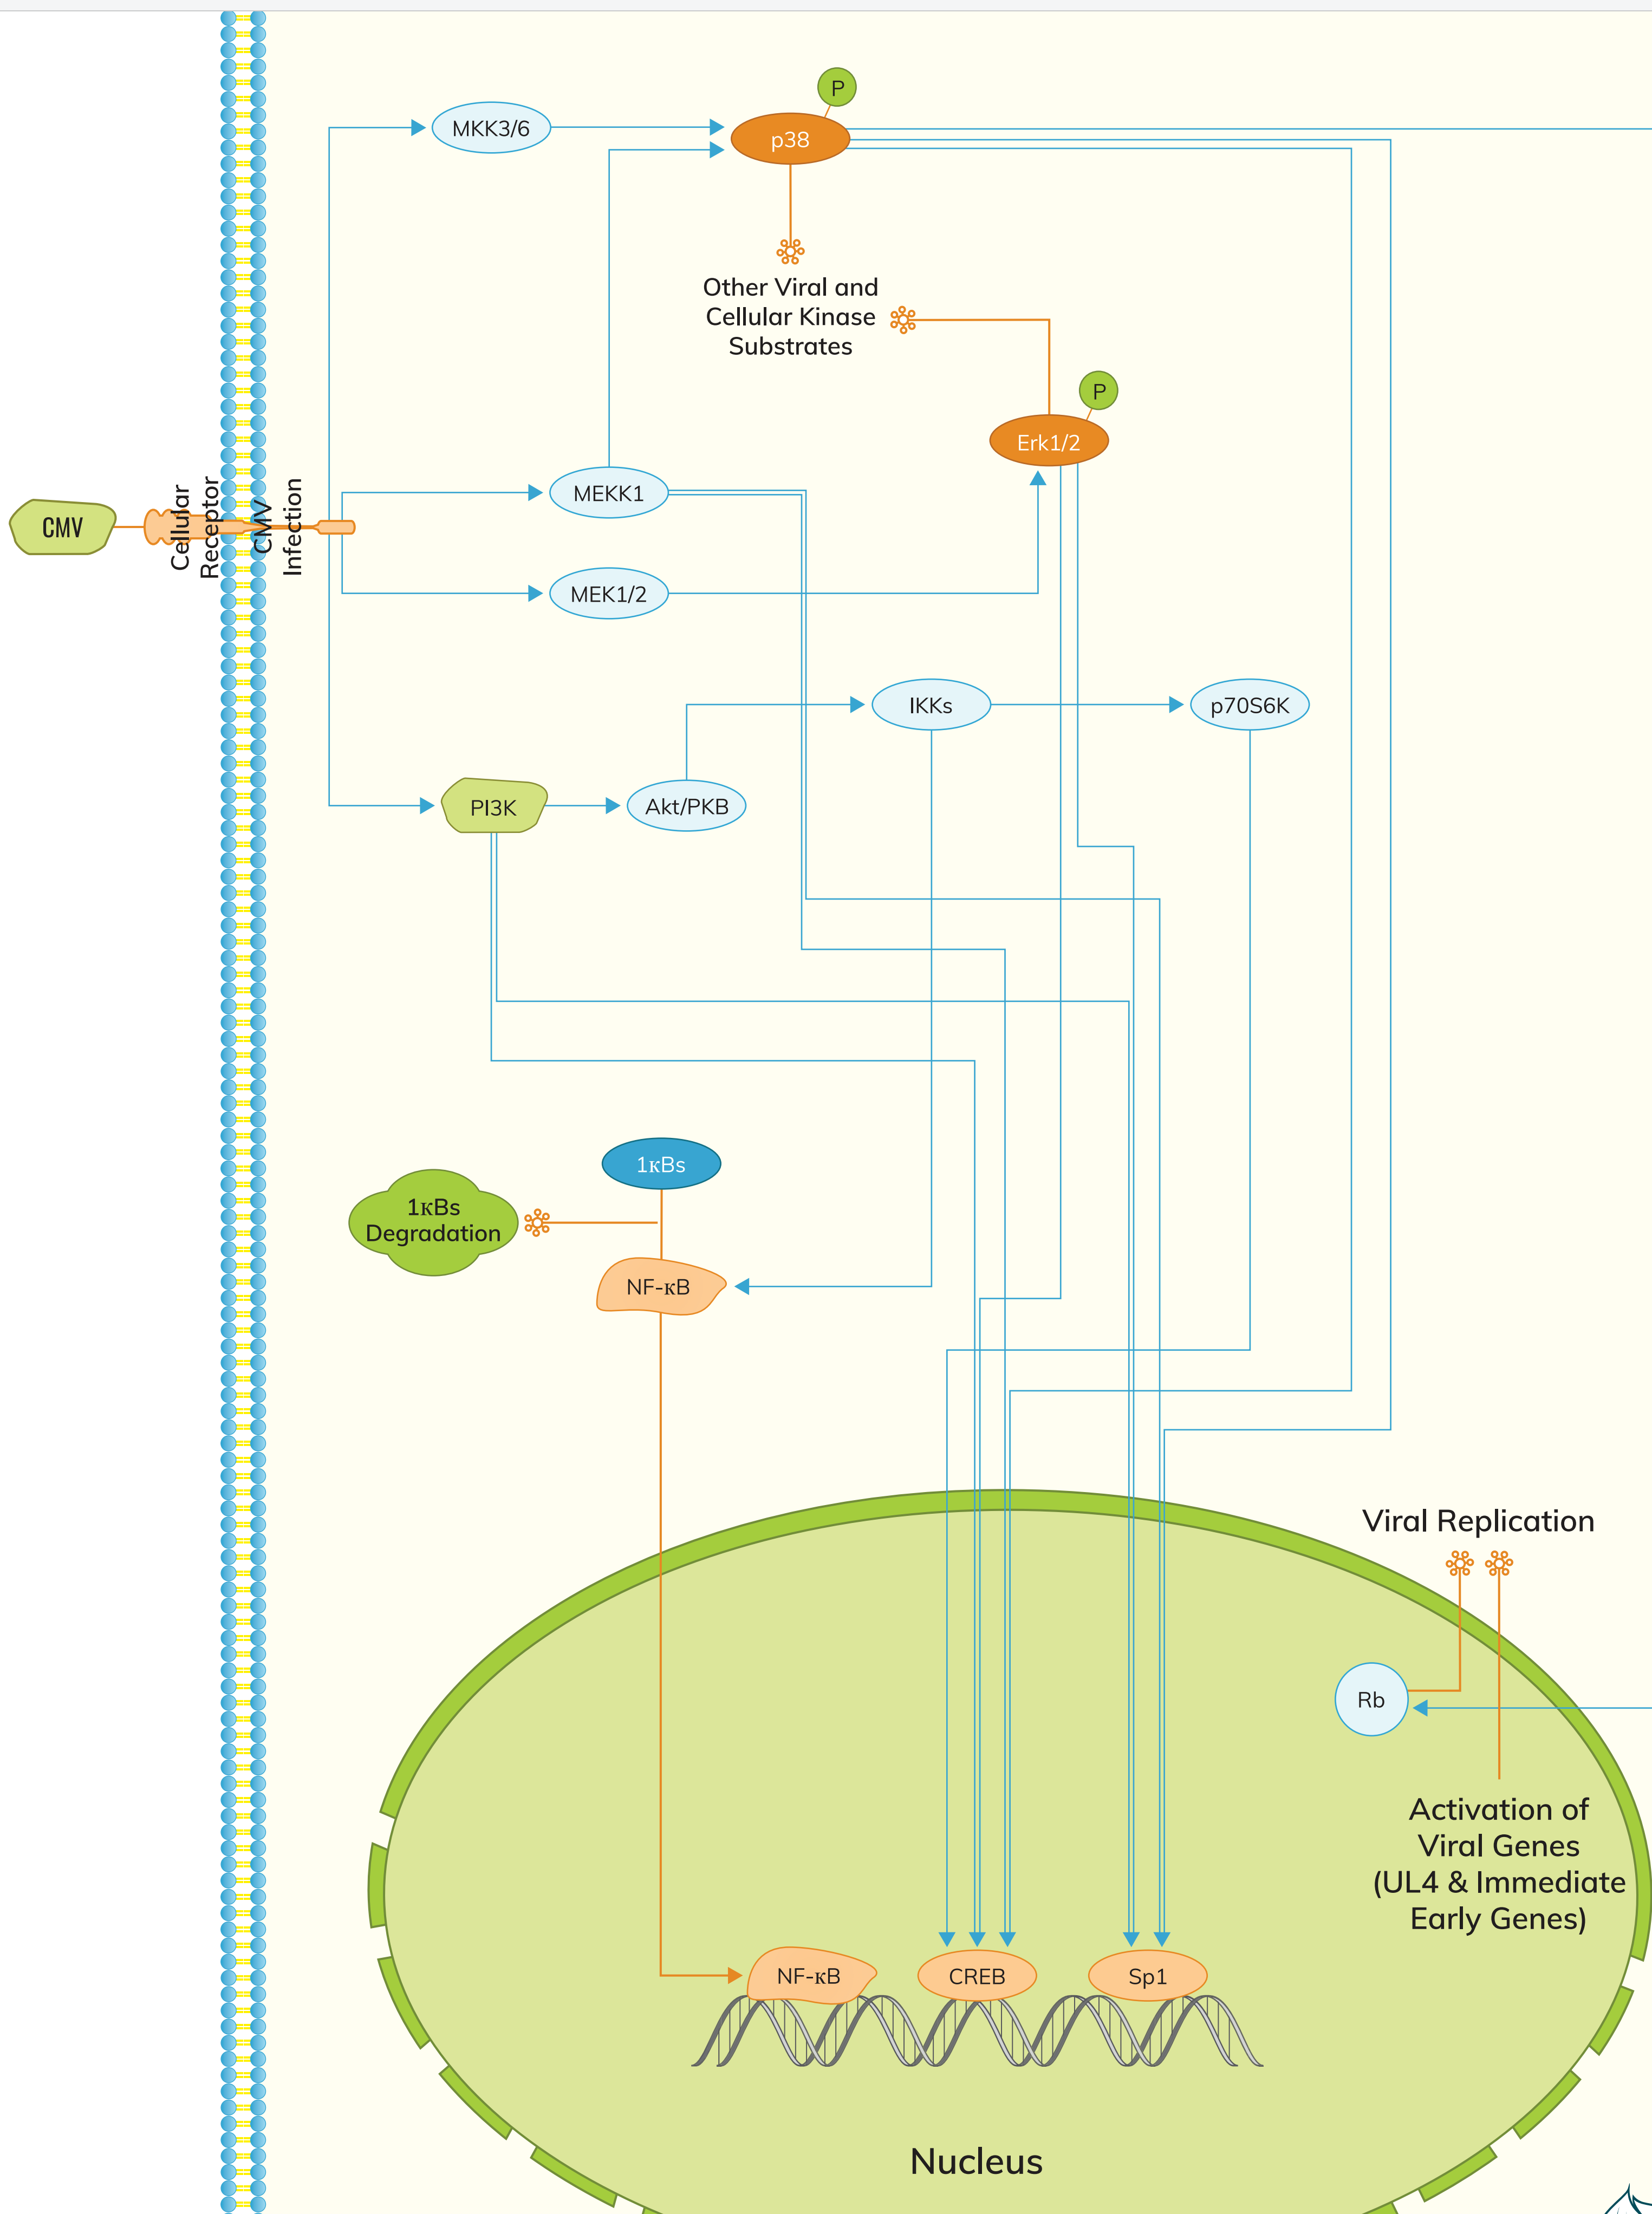 P
MKK3/6
p38
Other Viral and
Cellular Kinase
Substrates
P
Erk1/2
MEKK1
CMV
Cellular
Receptor
CMV
Infection
MEK1/2
IKKs
p70S6K
PI3K
Akt/PKB
1κBs
1κBs
Degradation
NF-κB
Viral Replication
Rb
Activation of
Viral Genes
(UL4 & Immediate
Early Genes)
NF-κB
CREB
Sp1
Nucleus